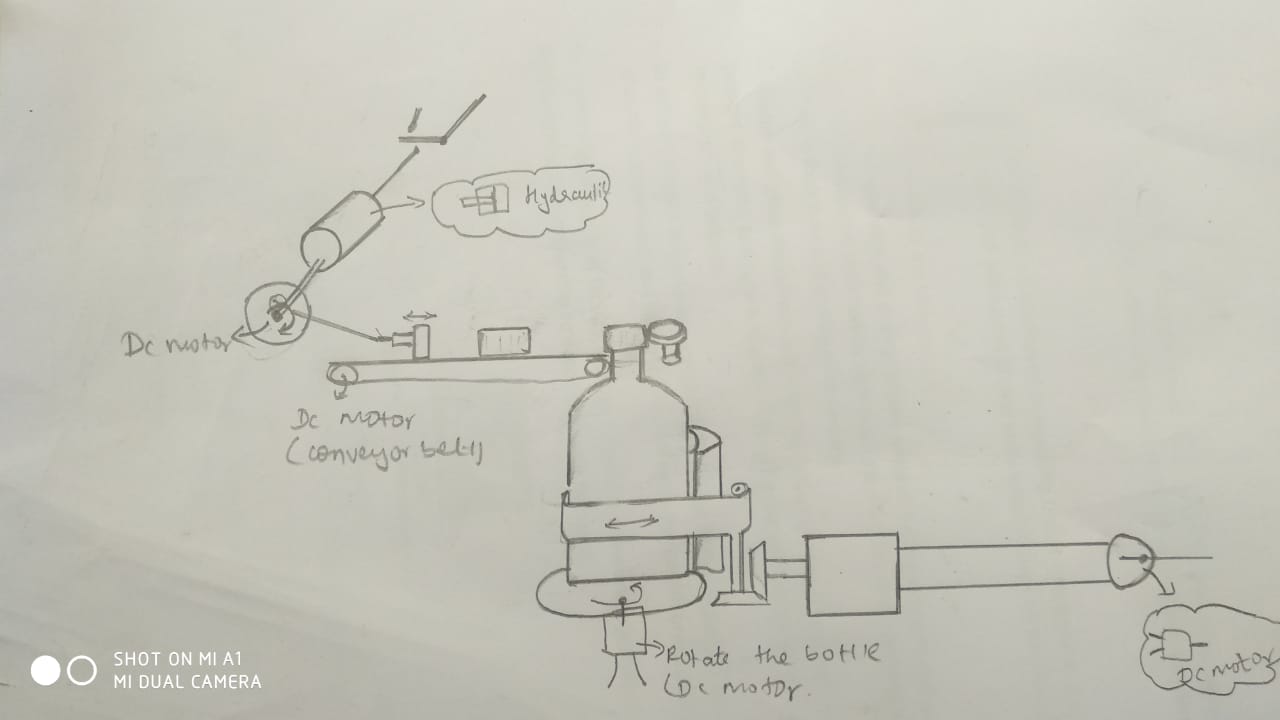 Hydraulic
Dc motor
Dc motor
(conveyor belt)
Rotate the bottle
(Dc motor.
DC motor
SHOT ON MI A1
MI DUAL CAMERA